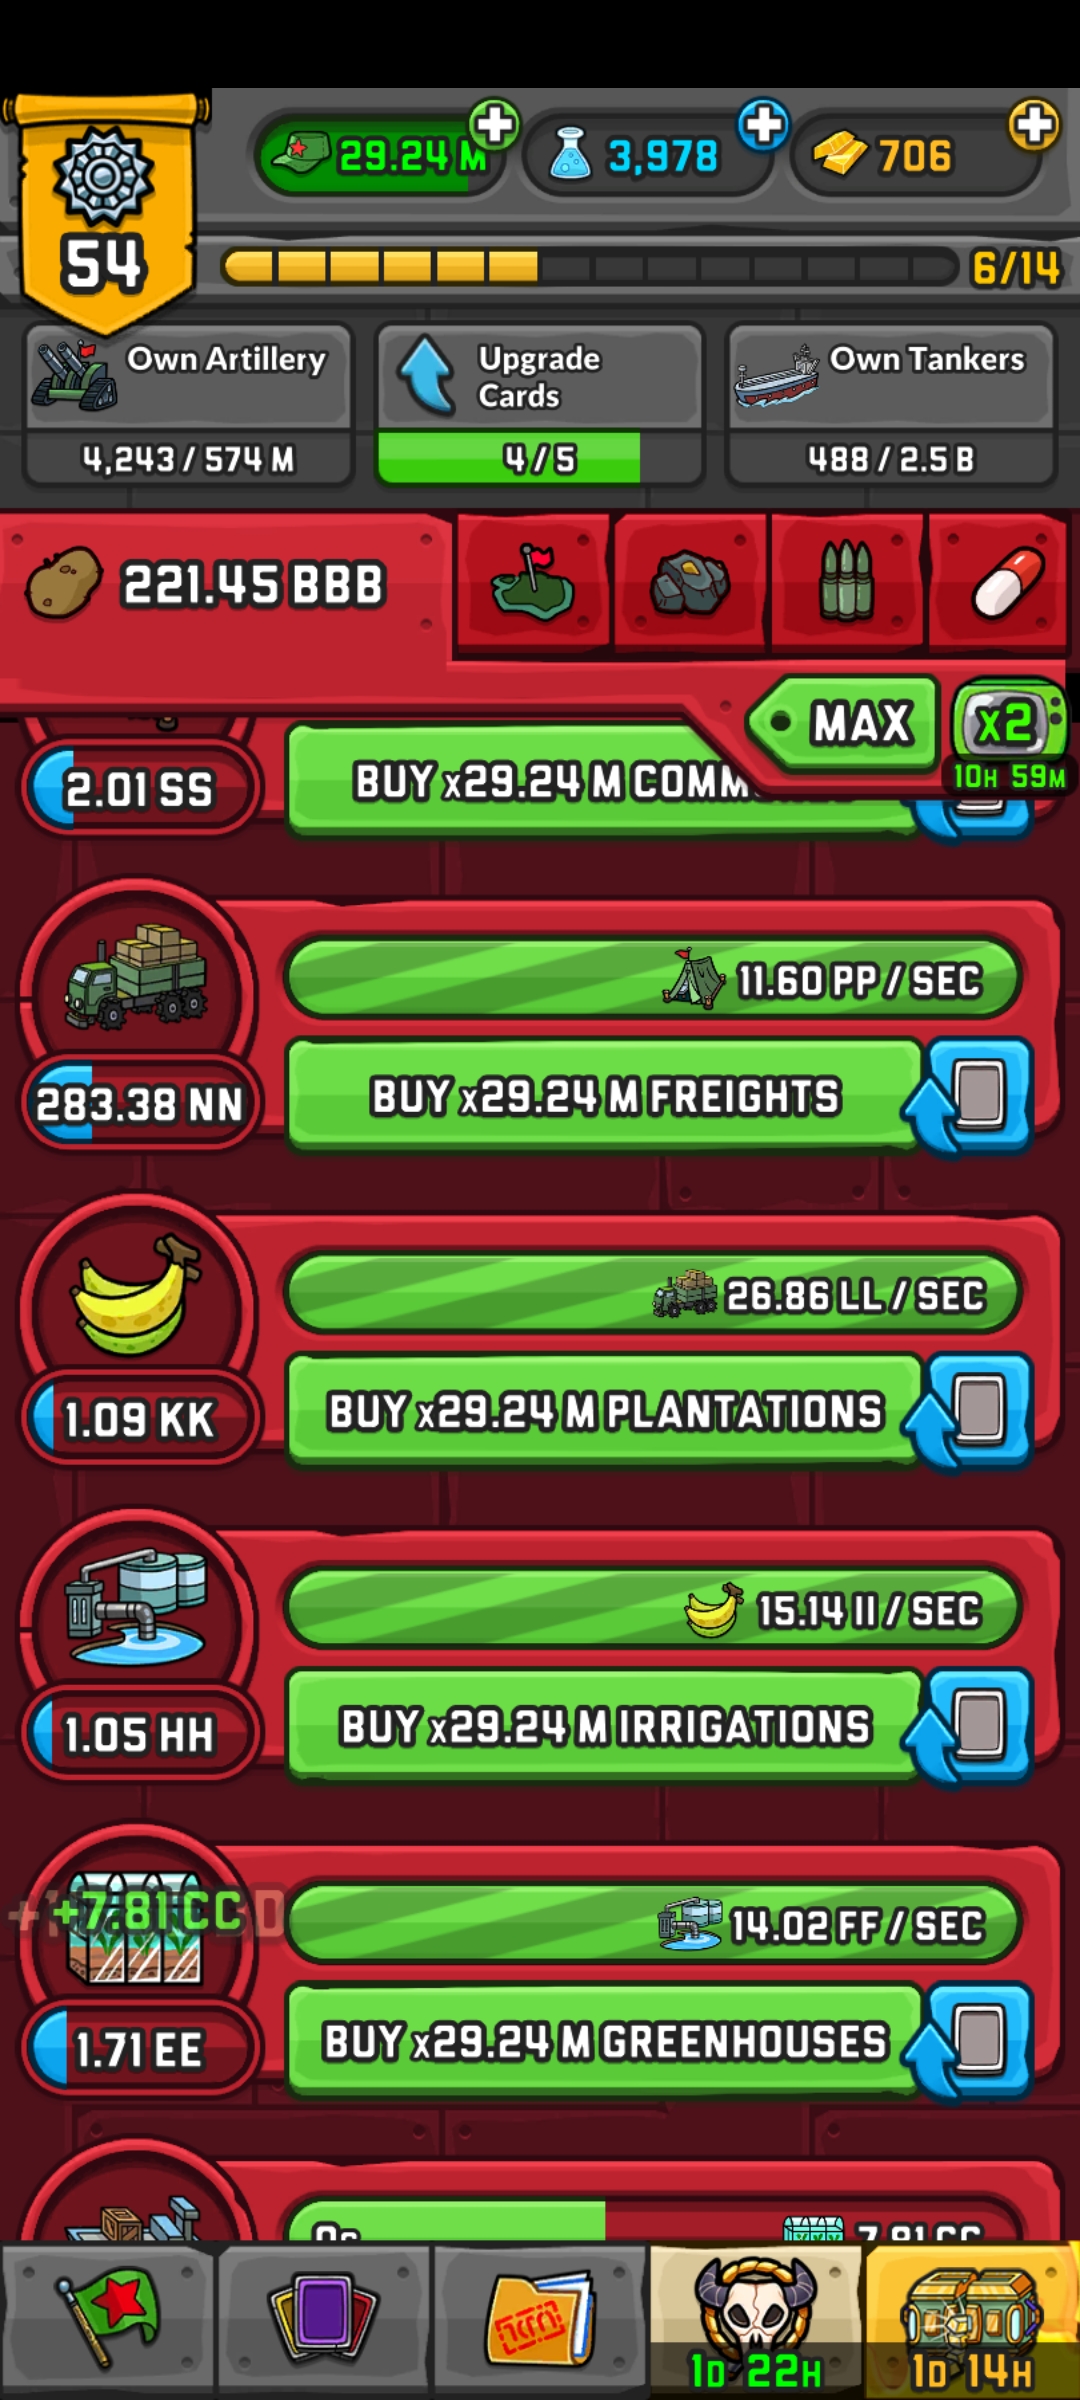 29.24 M
3,978
706
54
6/14
Own Artillery
4,243 / 574 M
Upgrade
Cards
4 / 5
Own Tankers
488 / 2.5 B
221.45 BBB
MAX
x2
10H 59M
2.01 SS
BUY x29.24 M
11.60 PP / SEC
283.38 NN
BUY x29.24 M FREIGHTS
26.86 LL / SEC
1.09 KK
BUY x29.24 M PLANTATIONS
15.14 II / SEC
1.05 HH
BUY x29.24 M IRRIGATIONS
+7.81 CC
14.02 FF / SEC
1.71 EE
BUY x29.24 M GREENHOUSES
0s
7.81 CC
1D 22H
1D 14H